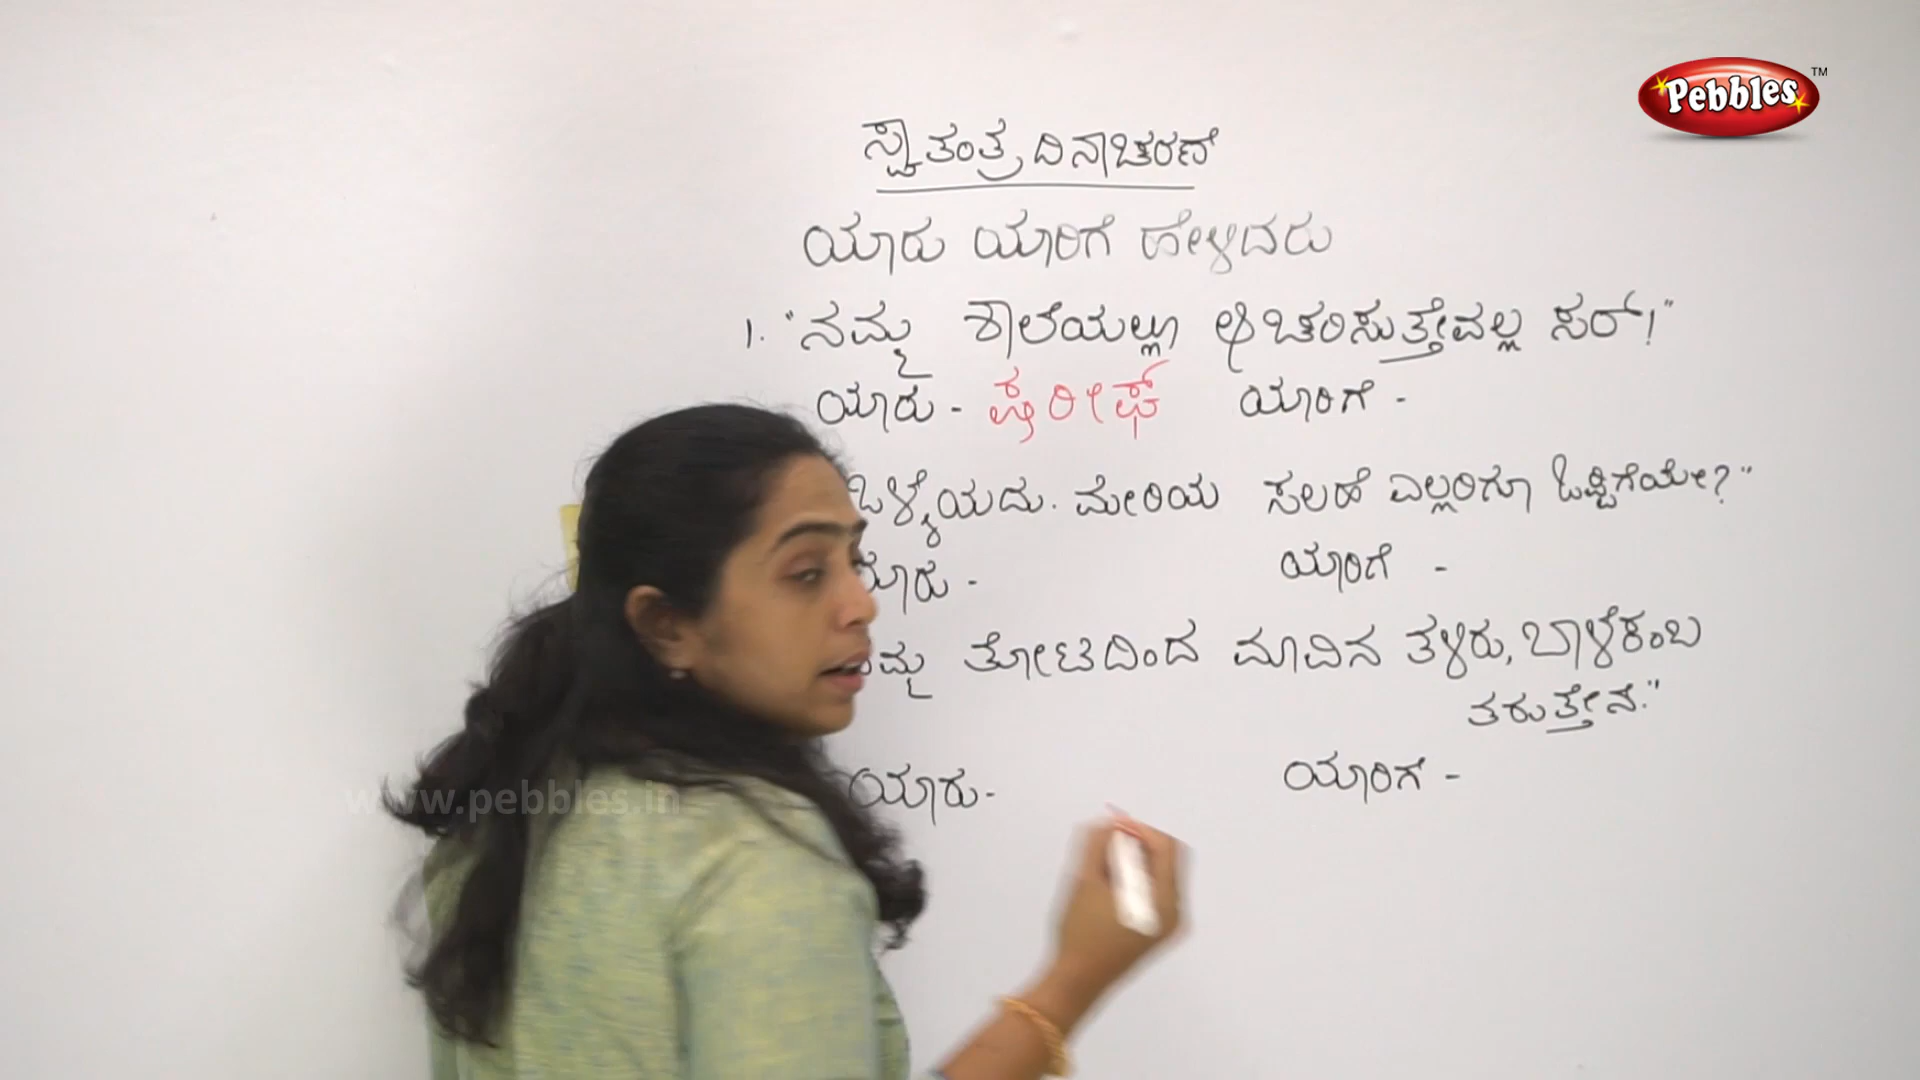 Pebbles TM
ಸ್ವಾತಂತ್ರ ದಿನಾಚರಣೆ
ಯಾರು ಯಾರಿಗೆ ಹೇಳಿದರು
1. "ನಮ್ಮ ಶಾಲೆಯಲ್ಲೂ ಆಚರಿಸುತ್ತೇವಲ್ಲ ಸರ್!"
ಯಾರು - ಷರೀಫ್ ಯಾರಿಗೆ -
ಒಳ್ಳೆಯದು. ಮೇರಿಯ ಸಲಹೆ ಎಲ್ಲರಿಗೂ ಒಪ್ಪಿಗೆಯೇ?"
ಯಾರು - ಯಾರಿಗೆ -
ತೋಟದಿಂದ ಮಾವಿನ ತಳಿರು, ಬಾಳೆಕಂಬ
ತರುತ್ತೇನೆ."
ಯಾರು - ಯಾರಿಗೆ -
www.pebbles.in